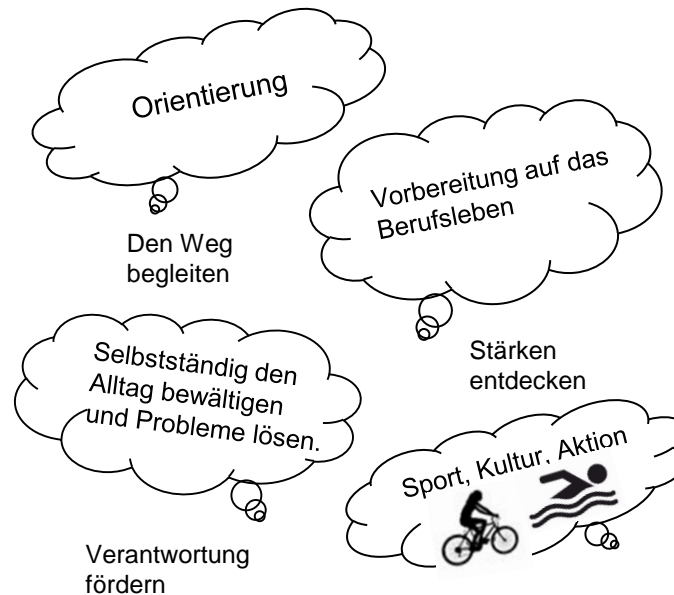 Orientierung
Vorbereitung auf das
Berufsleben
Den Weg
begleiten
Selbstständig den
Alltag bewältigen
und Probleme lösen.
Stärken
entdecken
Sport, Kultur, Aktion
Verantwortung
fördern